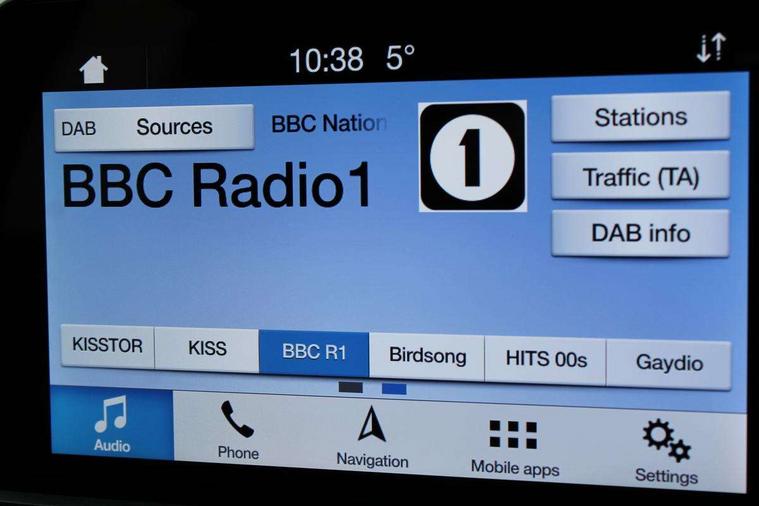 10:38 5°
DAB Sources
BBC Nation
1
Stations
BBC Radio1
Traffic (TA)
DAB info
KISSTOR KISS BBC R1 Birdsong HITS 00s Gaydio
Audio Phone Navigation Mobile apps Settings